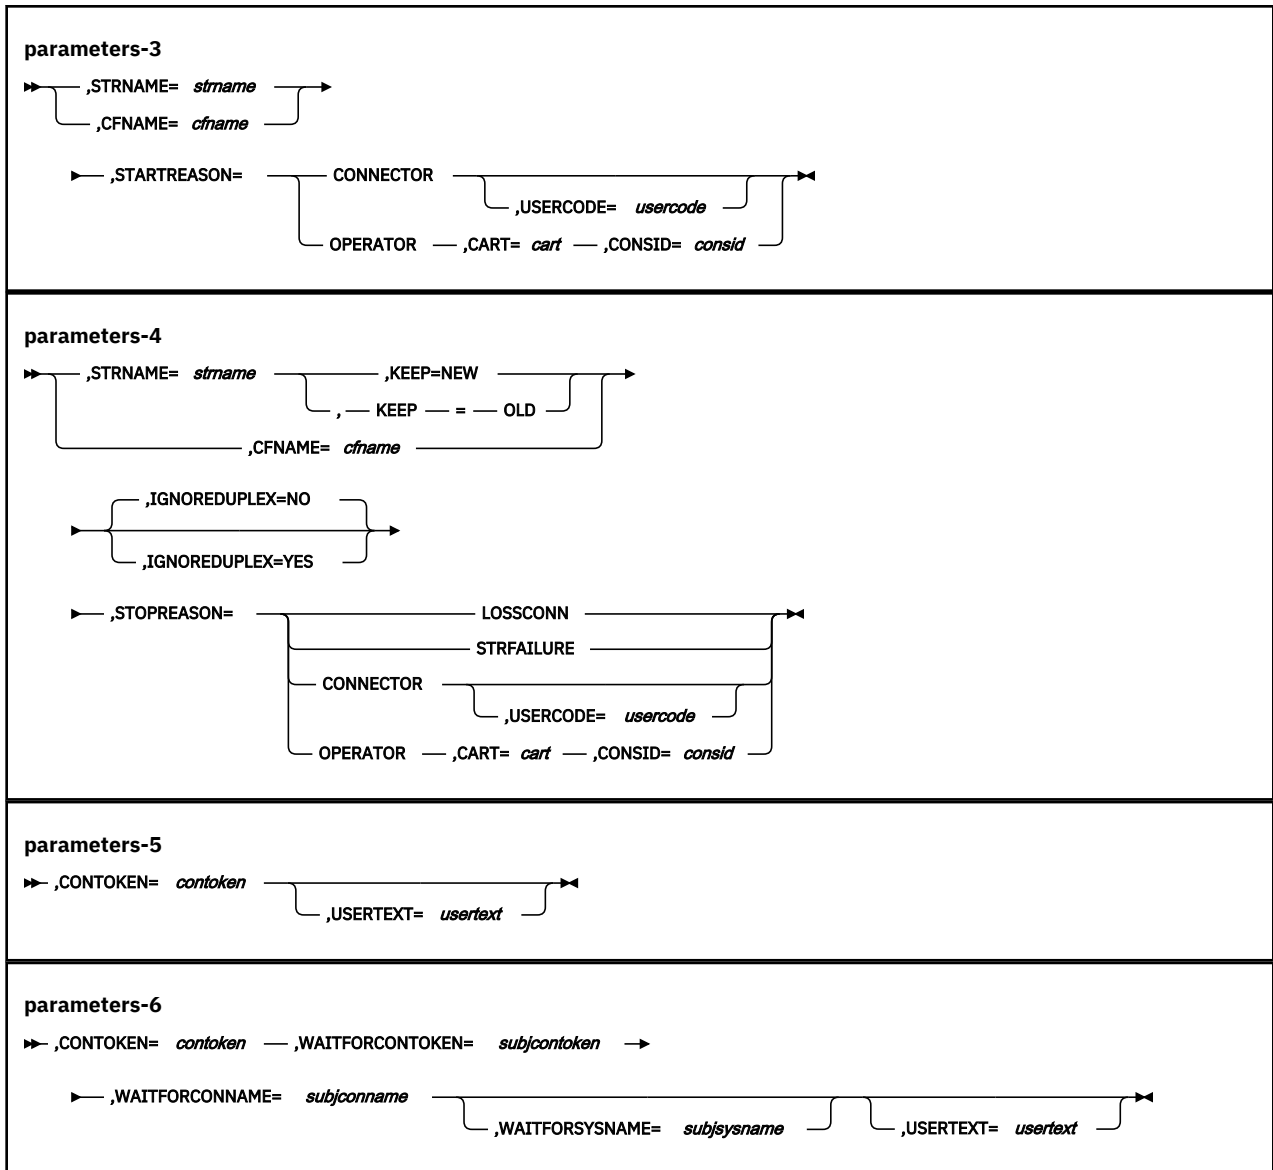 parameters-3
,STRNAME= strname
,CFNAME= cfname
,STARTREASON= CONNECTOR
,USERCODE= usercode
OPERATOR ,CART= cart ,CONSID= consid
parameters-4
,STRNAME= strname ,KEEP=NEW
, KEEP = OLD
,CFNAME= cfname
,IGNOREDUPLEX=NO
,IGNOREDUPLEX=YES
,STOPREASON= LOSSCONN
STRFAILURE
CONNECTOR
,USERCODE= usercode
OPERATOR ,CART= cart ,CONSID= consid
parameters-5
,CONTOKEN= contoken
,USERTEXT= usertext
parameters-6
,CONTOKEN= contoken ,WAITFORCONTOKEN= subjcontoken
,WAITFORCONNAME= subjconname
,WAITFORSYSNAME= subjsysname ,USERTEXT= usertext